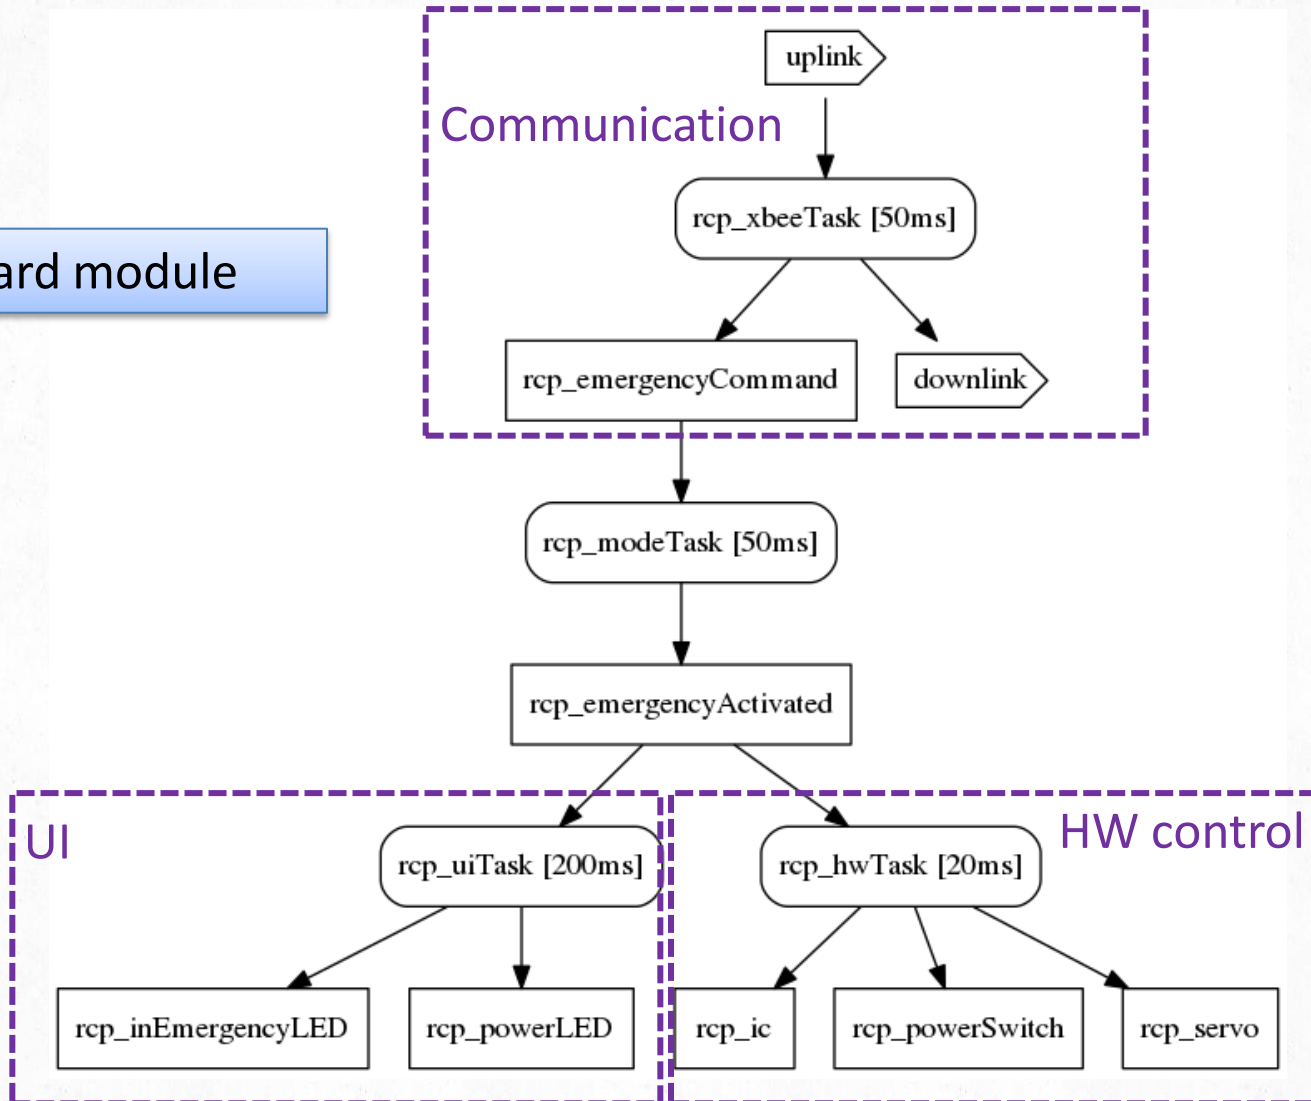 uplink
Communication
rcp_xbeeTask [50ms]
ard module
rcp_emergencyCommand
downlink
rcp_modeTask [50ms]
rcp_emergencyActivated
UI
HW control
rcp_uiTask [200ms]
rcp_hwTask [20ms]
rcp_inEmergencyLED
rcp_powerLED
rcp_ic
rcp_powerSwitch
rcp_servo